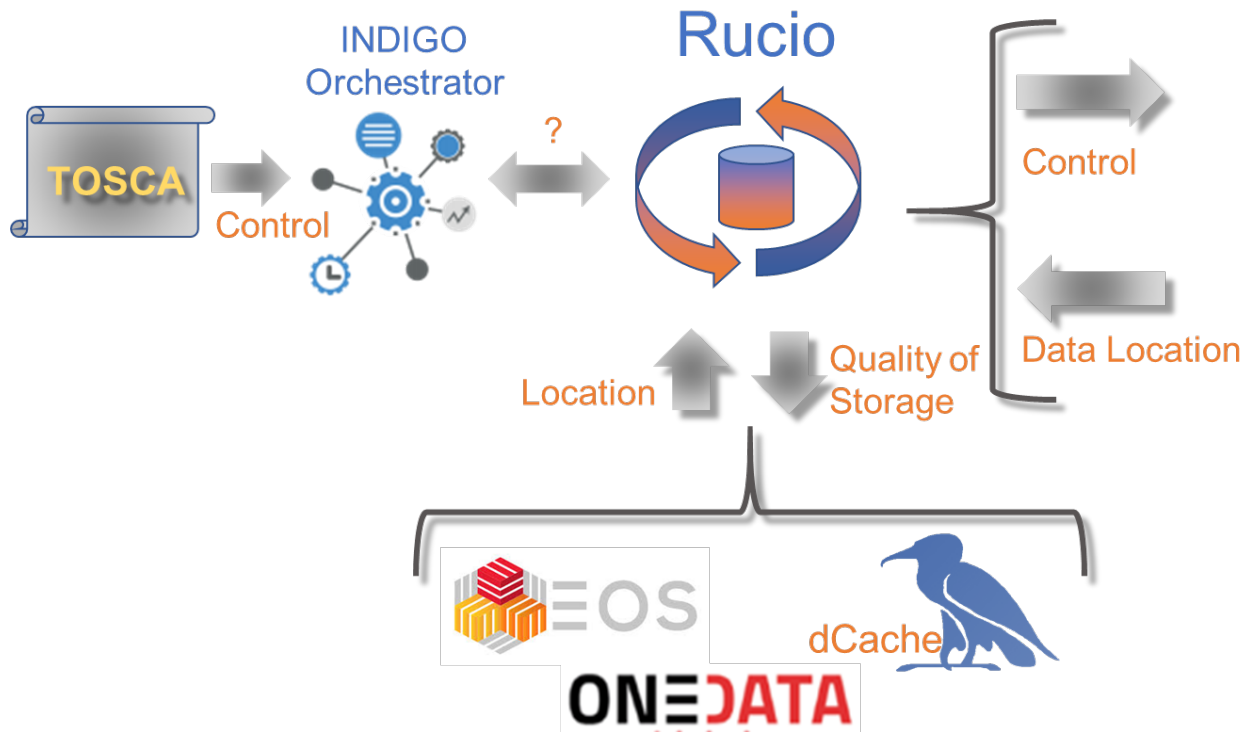 INDIGO
Orchestrator
Rucio
TOSCA
Control
?
Control
Data Location
Location
Quality of
Storage
EOS
dCache
ONEDATA